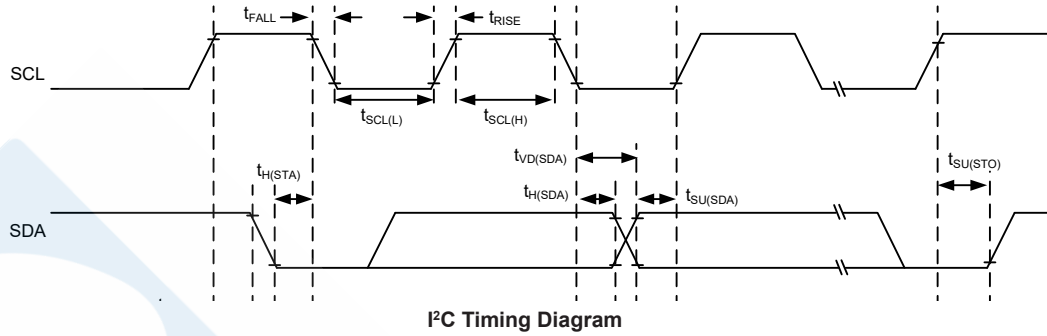 tFALL
tRISE
SCL
tSCL(L)
tSCL(H)
tVD(SDA)
tH(STA)
tH(SDA)
tSU(SDA)
tSU(STO)
SDA
I²C Timing Diagram